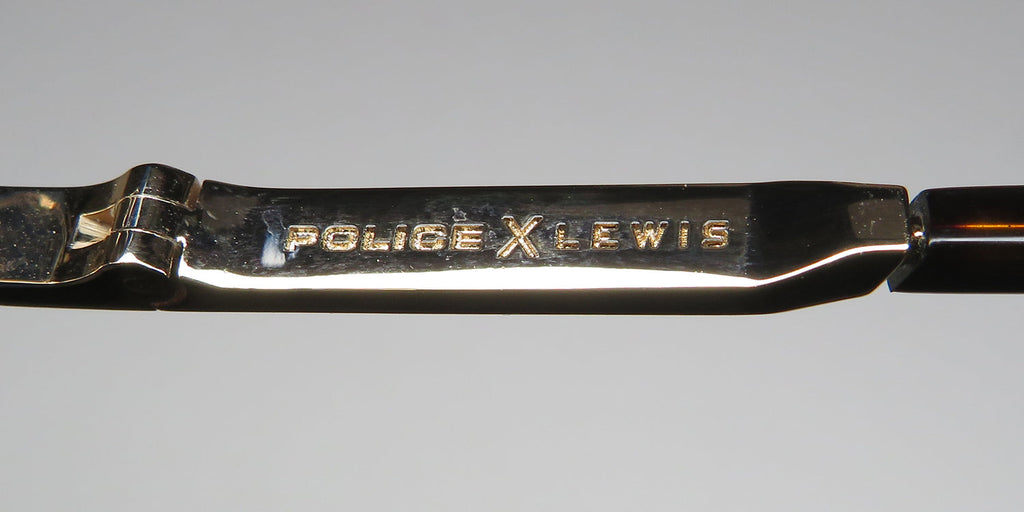 POLICE X LEWIS